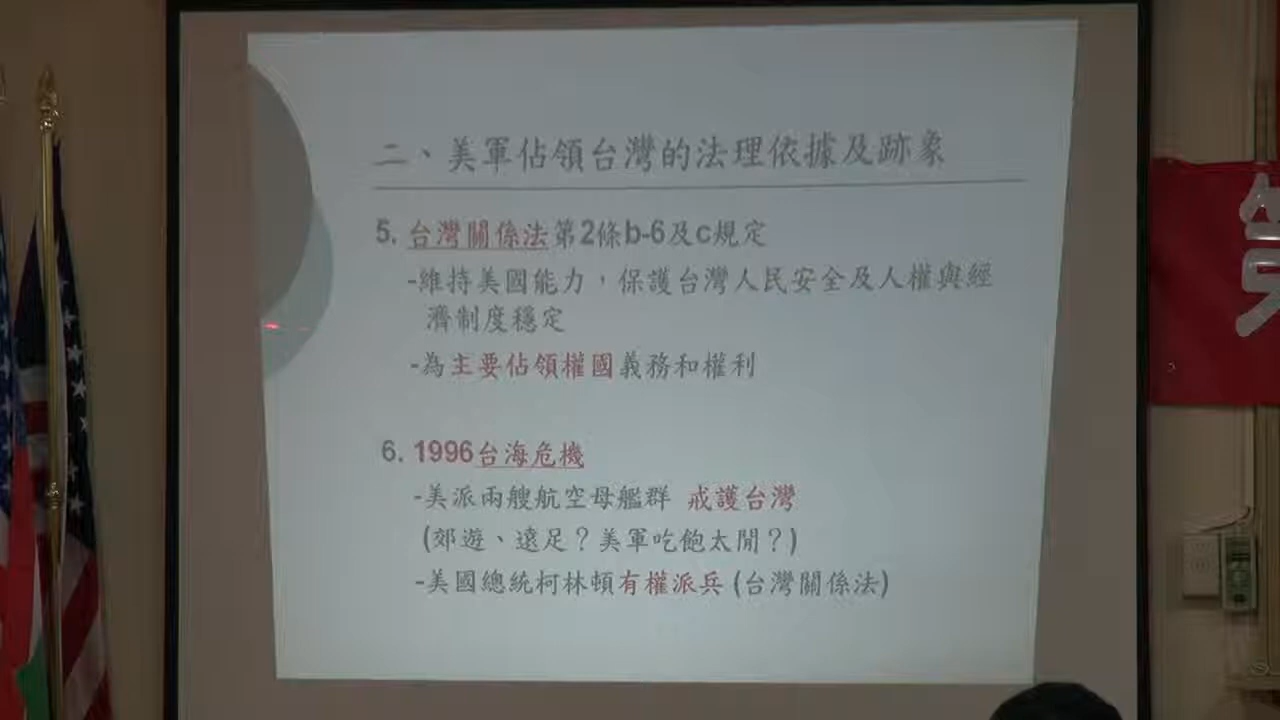 二、美軍佔領台灣的法理依據及跡象
5. 台灣關係法第2條b-6及c規定
-維持美國能力，保護台灣人民安全及人權與經
濟制度穩定
-為主要佔領權國義務和權利
6. 1996台海危機
-美派兩艘航空母艦群 戒護台灣
(郊遊、遠足？美軍吃飽太閒？)
-美國總統柯林頓有權派兵 (台灣關係法)